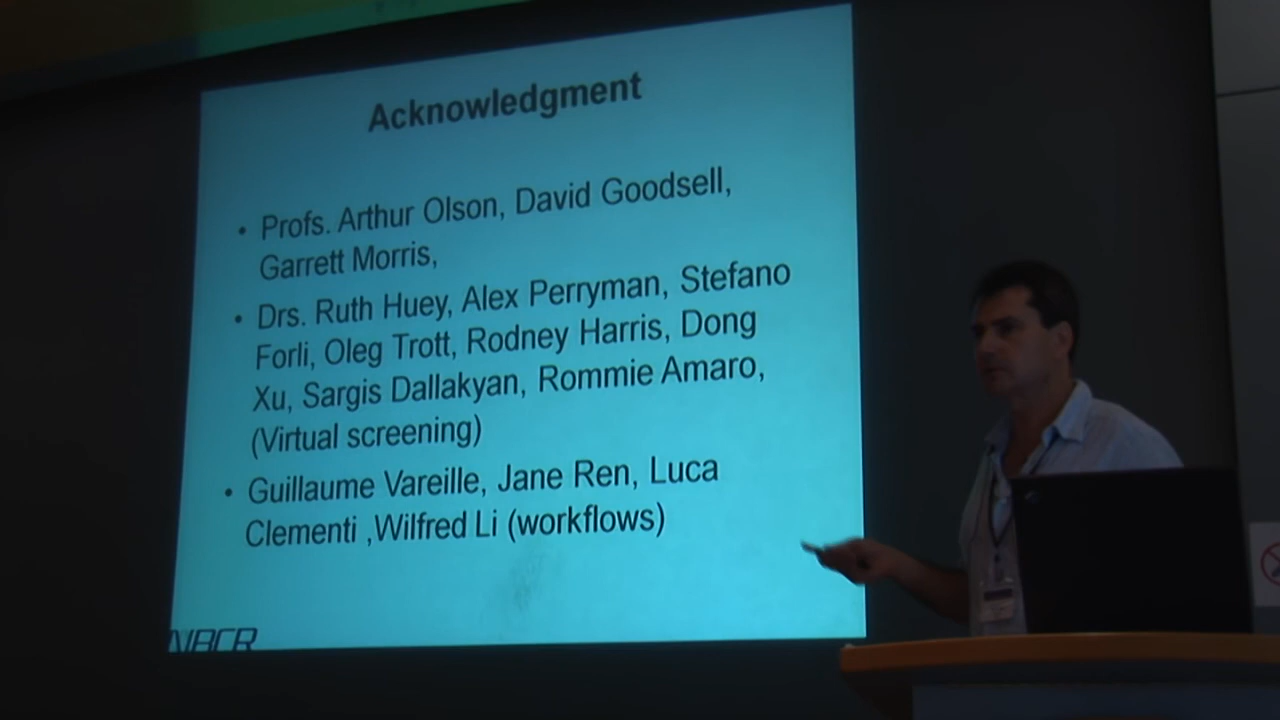 Acknowledgment
• Profs. Arthur Olson, David Goodsell,
Garrett Morris,
• Drs. Ruth Huey, Alex Perryman, Stefano
Forli, Oleg Trott, Rodney Harris, Dong
Xu, Sargis Dallakyan, Rommie Amaro,
(Virtual screening)
• Guillaume Vareille, Jane Ren, Luca
Clementi ,Wilfred Li (workflows)
NBCR